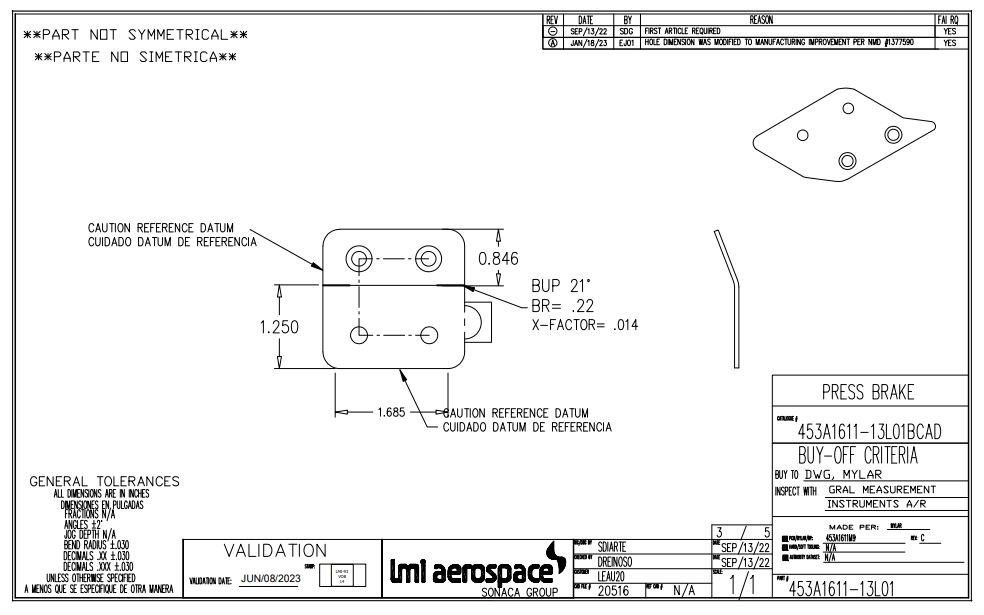 **PART NOT SYMMETRICAL**
**PARTE NO SIMETRICA**
REV DATE BY REASON FAI RQ
⊖ SEP/13/22 SDG FIRST ARTICLE REQUIRED YES
Ⓐ JAN/18/23 EJ01 HOLE DIMENSION WAS MODIFIED TO MANUFACTURING IMPROVEMENT PER NMD #1377590 YES
CAUTION REFERENCE DATUM
CUIDADO DATUM DE REFERENCIA
0.846
BUP 21°
BR= .22
X-FACTOR= .014
1.250
1.685
CAUTION REFERENCE DATUM
CUIDADO DATUM DE REFERENCIA
GENERAL TOLERANCES
ALL DIMENSIONS ARE IN INCHES
DIMENSIONES EN PULGADAS
FRACTIONS N/A
ANGLES ±2°
JOG DEPTH N/A
BEND RADIUS ±.030
DECIMALS .XX ±.030
DECIMALS .XXX ±.030
UNLESS OTHERWISE SPECIFIED
A MENOS QUE SE ESPECIFIQUE DE OTRA MANERA
VALIDATION
VALIDATION DATE: JUN/08/2023
STAMP:
LMI-93
VDB
14
lmi aerospace
SONACA GROUP
SDIARTE
CHECKED BY DREINOSO
CUSTOMER LEAU20
CAD FILE # 20516 REF CAD # N/A
3 / 5
DATE SEP/13/22
DATE SEP/13/22
SCALE: 1/1
PRESS BRAKE
CATALOGUE #
453A1611-13L01BCAD
BUY-OFF CRITERIA
BUY TO DWG, MYLAR
INSPECT WITH GRAL MEASUREMENT
INSTRUMENTS A/R
MADE PER: MYLAR
453A1611M9 REV: C
HARD/SOFT TOOLING: N/A
AUTHORITY DATASET: N/A
PART #
453A1611-13L01